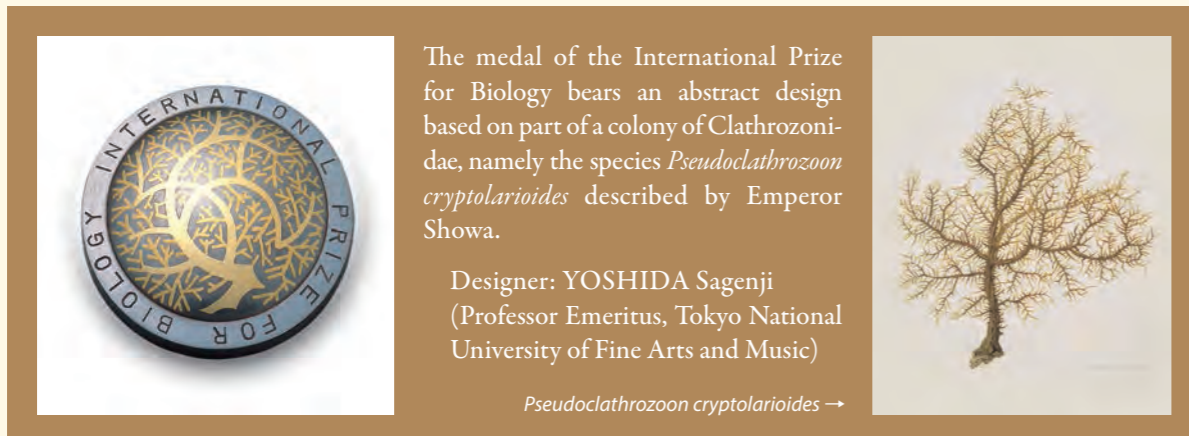 INTERNATIONAL PRIZE FOR BIOLOGY
The medal of the International Prize
for Biology bears an abstract design
based on part of a colony of Clathrozoni-
dae, namely the species Pseudoclathrozoon
cryptolarioides described by Emperor
Showa.
Designer: YOSHIDA Sagenji
(Professor Emeritus, Tokyo National
University of Fine Arts and Music)
Pseudoclathrozoon cryptolarioides →